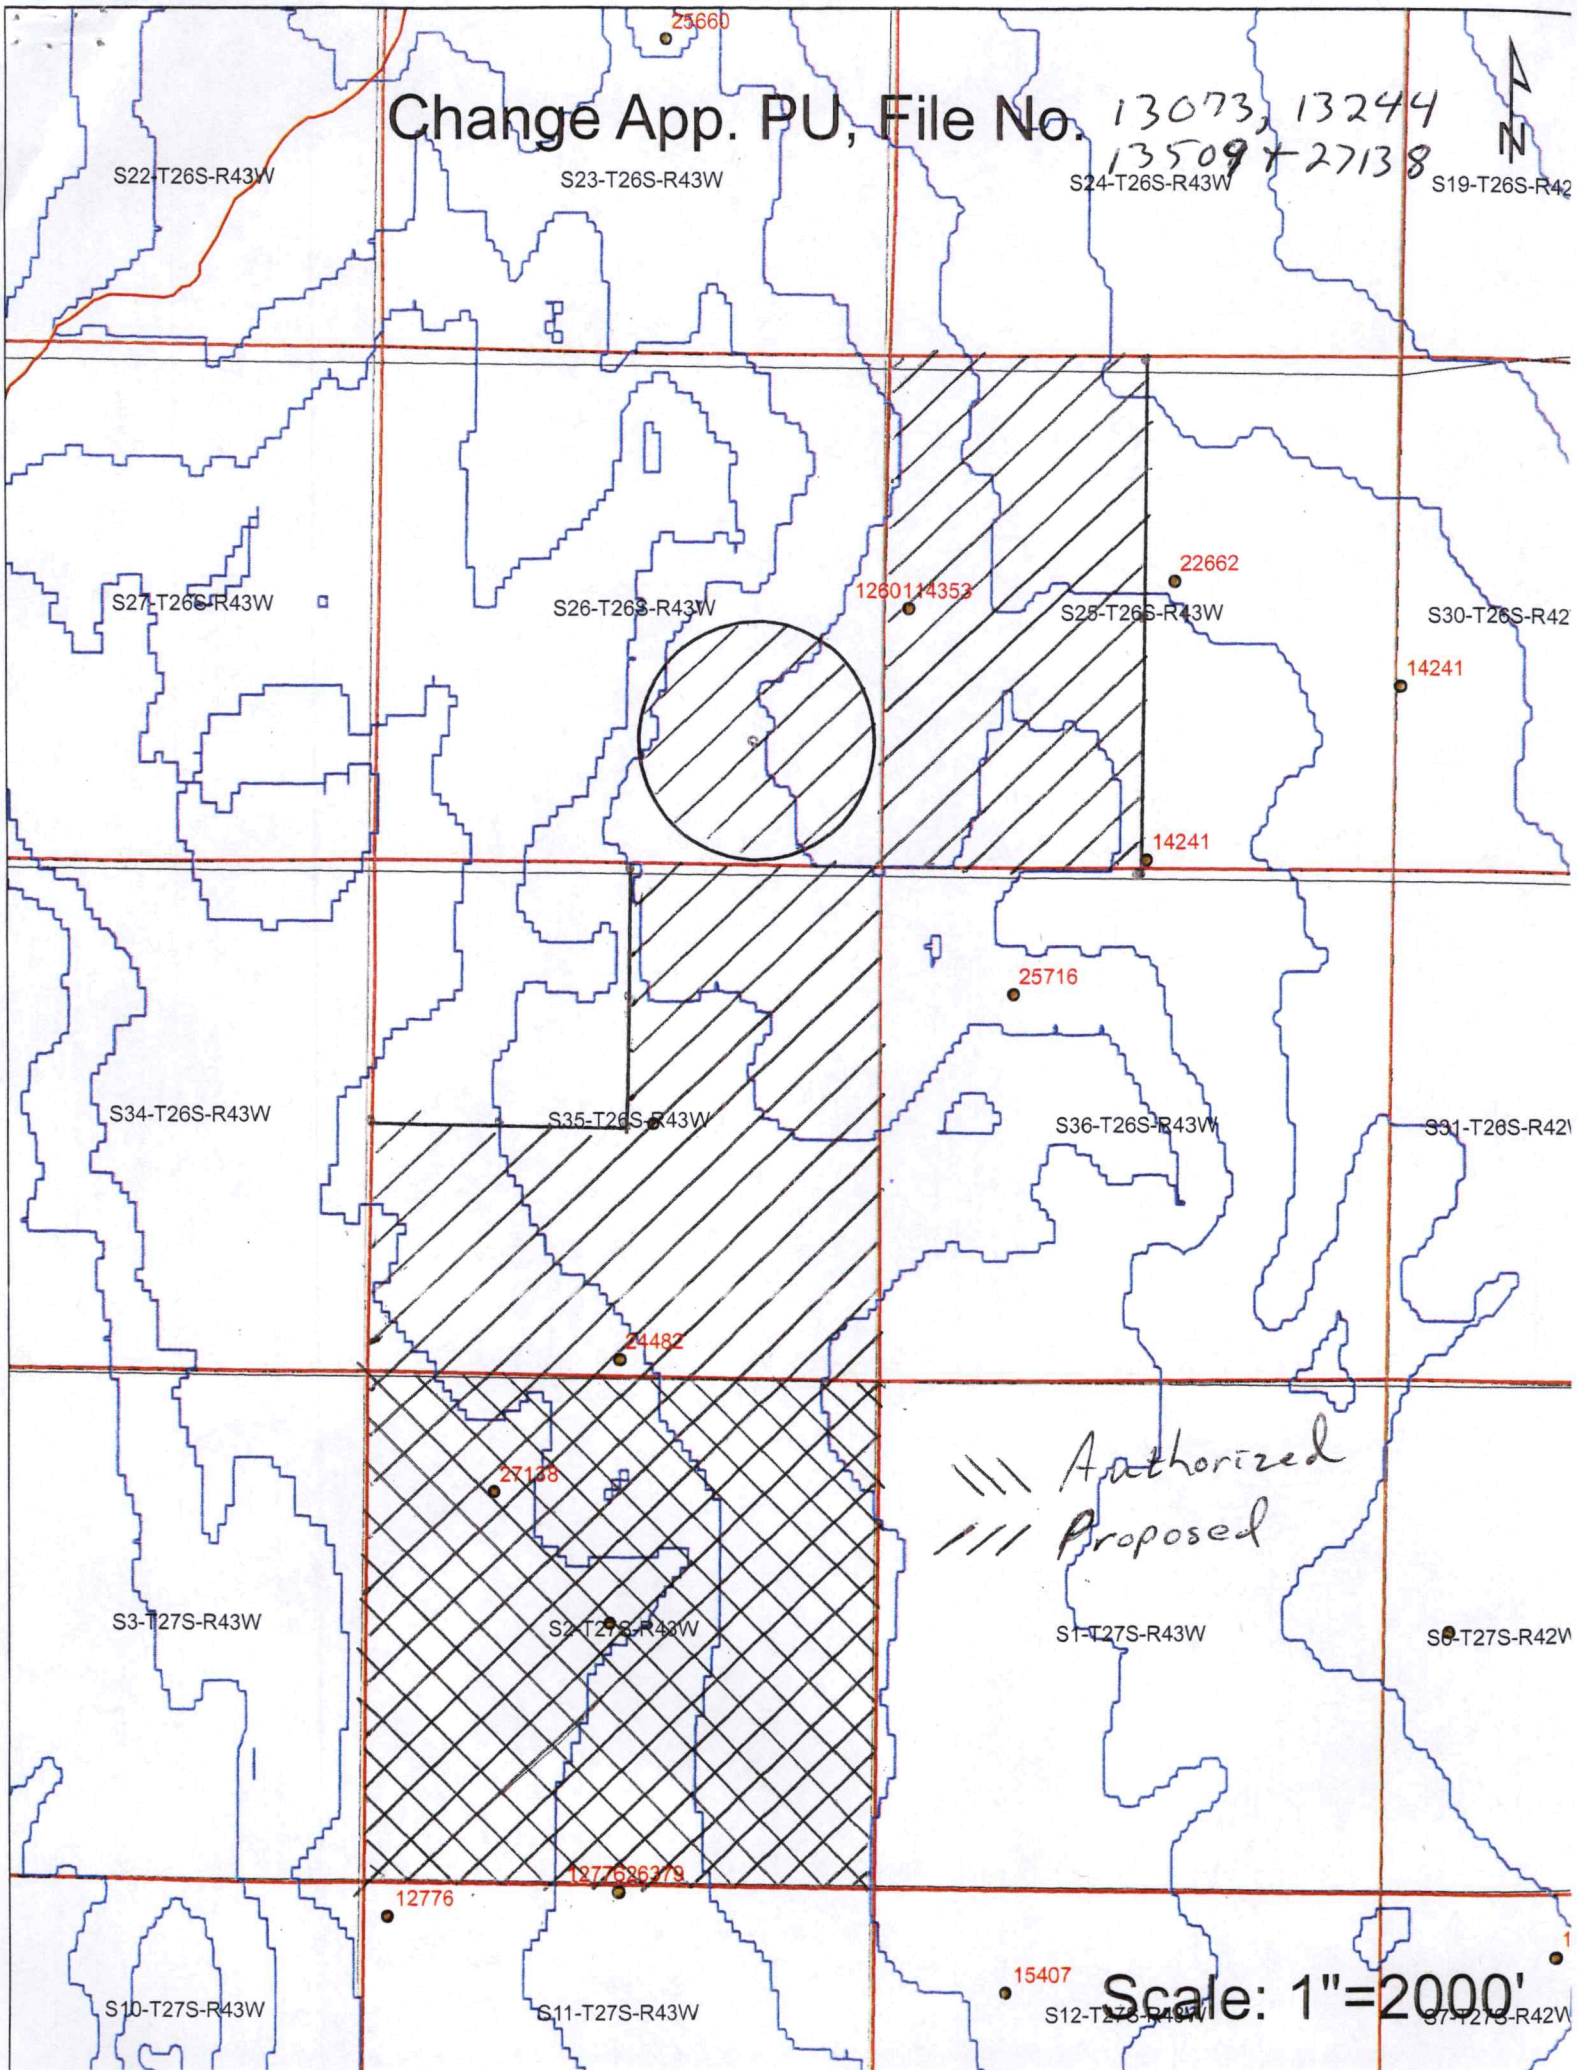 25660
Change App. PU, File No. 13073, 13244
13509 + 27138
N
S22-T26S-R43W
S23-T26S-R43W
S24-T26S-R43W
S19-T26S-R42
22662
1260114353
S27-T26S-R43W
S26-T26S-R43W
S25-T26S-R43W
S30-T26S-R42
14241
14241
25716
S34-T26S-R43W
S35-T26S-R43W
S36-T26S-R43W
S31-T26S-R42\
24482
\\\ Authorized
27138
/// Proposed
S3-T27S-R43W
S2-T27S-R43W
S1-T27S-R43W
S6-T27S-R42W
1277626379
12776
1
15407
Scale: 1"=2000'
S10-T27S-R43W
S11-T27S-R43W
S12-T27S-R43W
S7-T27S-R42W